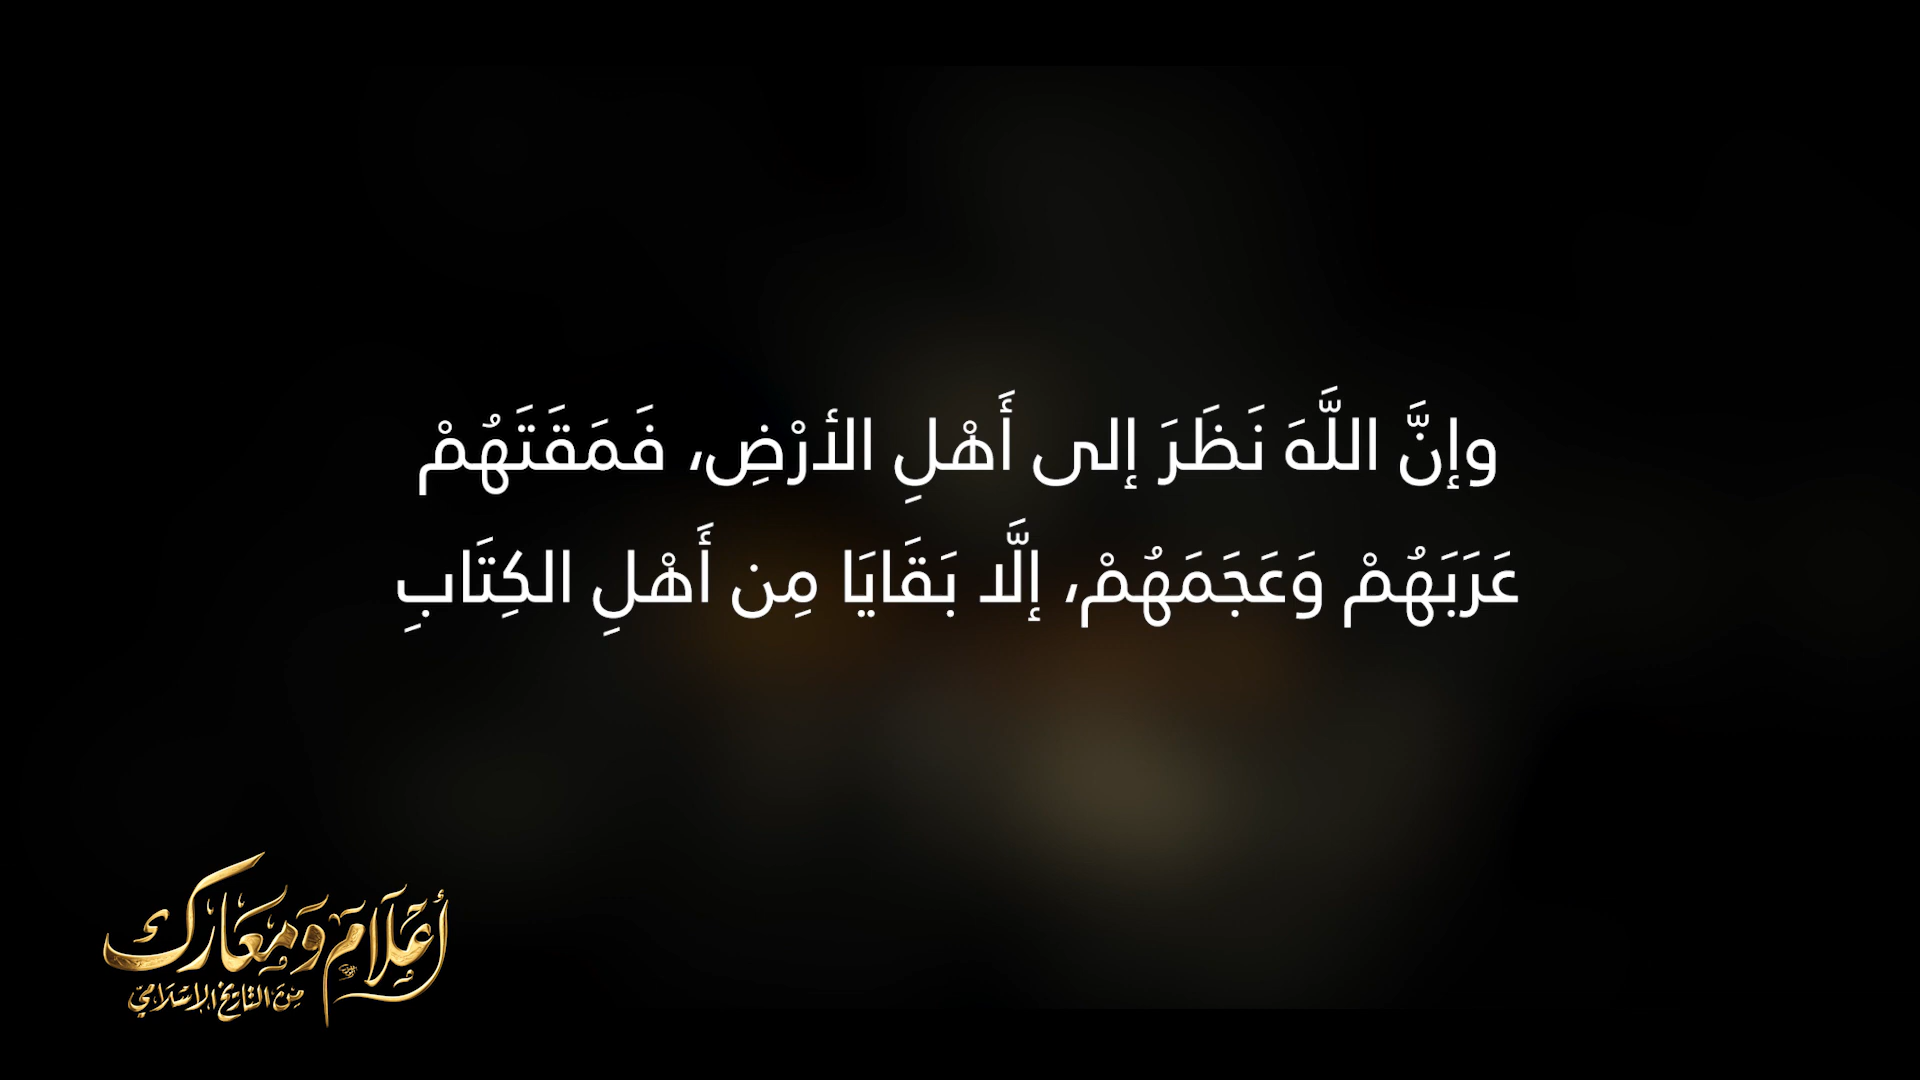 وإنَّ اللَّهَ نَظَرَ إلى أَهْلِ الأرْضِ، فَمَقَتَهُمْ
عَرَبَهُمْ وَعَجَمَهُمْ، إلَّا بَقَايَا مِن أَهْلِ الكِتَابِ
أعلام ومعارك
من التاريخ الإسلامي